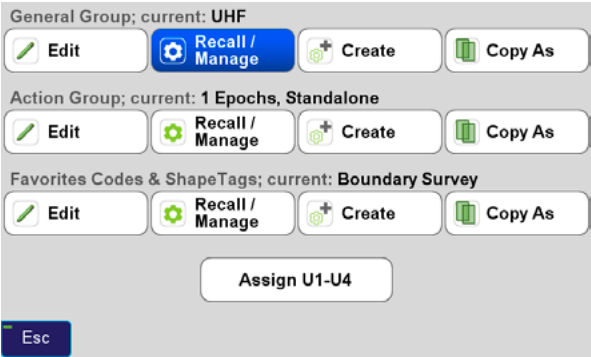 General Group; current: UHF
Edit
Recall /
Manage
Create
Copy As
Action Group; current: 1 Epochs, Standalone
Edit
Recall /
Manage
Create
Copy As
Favorites Codes & ShapeTags; current: Boundary Survey
Edit
Recall /
Manage
Create
Copy As
Assign U1-U4
Esc